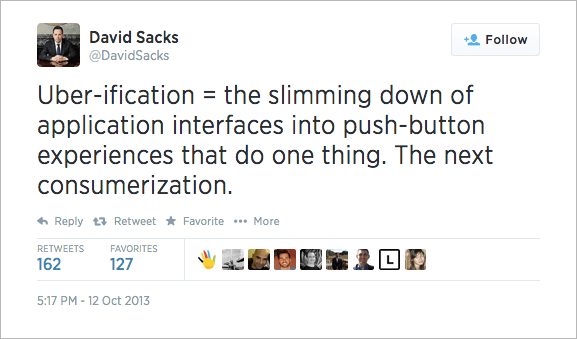 David Sacks
@DavidSacks
Follow
Uber-ification = the slimming down of
application interfaces into push-button
experiences that do one thing. The next
consumerization.
Reply Retweet Favorite More
RETWEETS FAVORITES
162 127
L
5:17 PM - 12 Oct 2013